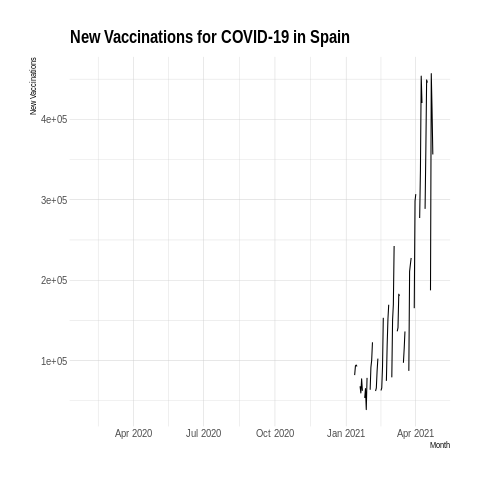 New Vaccinations for COVID-19 in Spain
New Vaccinations
4e+05
3e+05
2e+05
1e+05
Apr 2020 Jul 2020 Oct 2020 Jan 2021 Apr 2021
Month